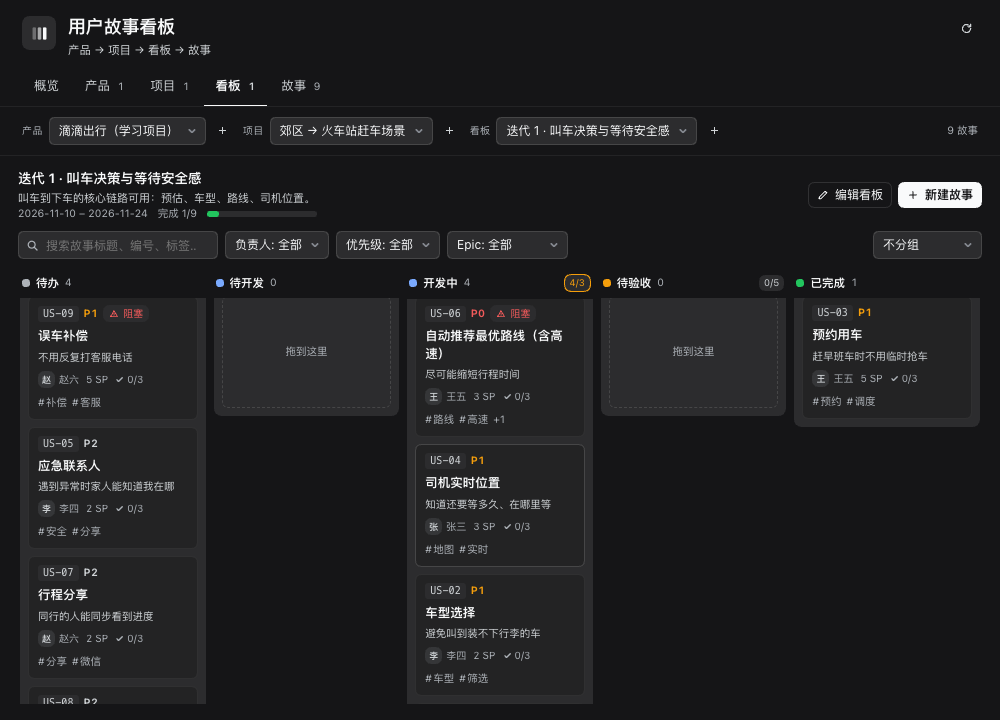 用户故事看板
产品 → 项目 → 看板 → 故事
概览
产品 1
项目 1
看板 1
故事 9
产品
滴滴出行（学习项目）
+
项目
郊区 → 火车站赶车场景
+
看板
迭代 1 · 叫车决策与等待安全感
+
9 故事
迭代 1 · 叫车决策与等待安全感
叫车到下车的核心链路可用：预估、车型、路线、司机位置。
2026-11-10 – 2026-11-24 完成 1/9
编辑看板
+ 新建故事
搜索故事标题、编号、标签..
负责人: 全部
优先级: 全部
Epic: 全部
不分组
待办 4
US-09 P1 阻塞
误车补偿
不用反复打客服电话
赵 赵六 5 SP ✓ 0/3
#补偿 #客服
US-05 P2
应急联系人
遇到异常时家人能知道我在哪
李 李四 2 SP ✓ 0/3
#安全 #分享
US-07 P2
行程分享
同行的人能同步看到进度
赵 赵六 2 SP ✓ 0/3
#分享 #微信
US-08 P2
待开发 0
拖到这里
开发中 4
4/3
US-06 P0 阻塞
自动推荐最优路线（含高
速）
尽可能缩短行程时间
王 王五 3 SP ✓ 0/3
#路线 #高速 +1
US-04 P1
司机实时位置
知道还要等多久、在哪里等
张 张三 3 SP ✓ 0/3
#地图 #实时
US-02 P1
车型选择
避免叫到装不下行李的车
李 李四 2 SP ✓ 0/3
#车型 #筛选
待验收 0
0/5
拖到这里
已完成 1
US-03 P1
预约用车
赶早班车时不用临时抢车
王 王五 5 SP ✓ 0/3
#预约 #调度